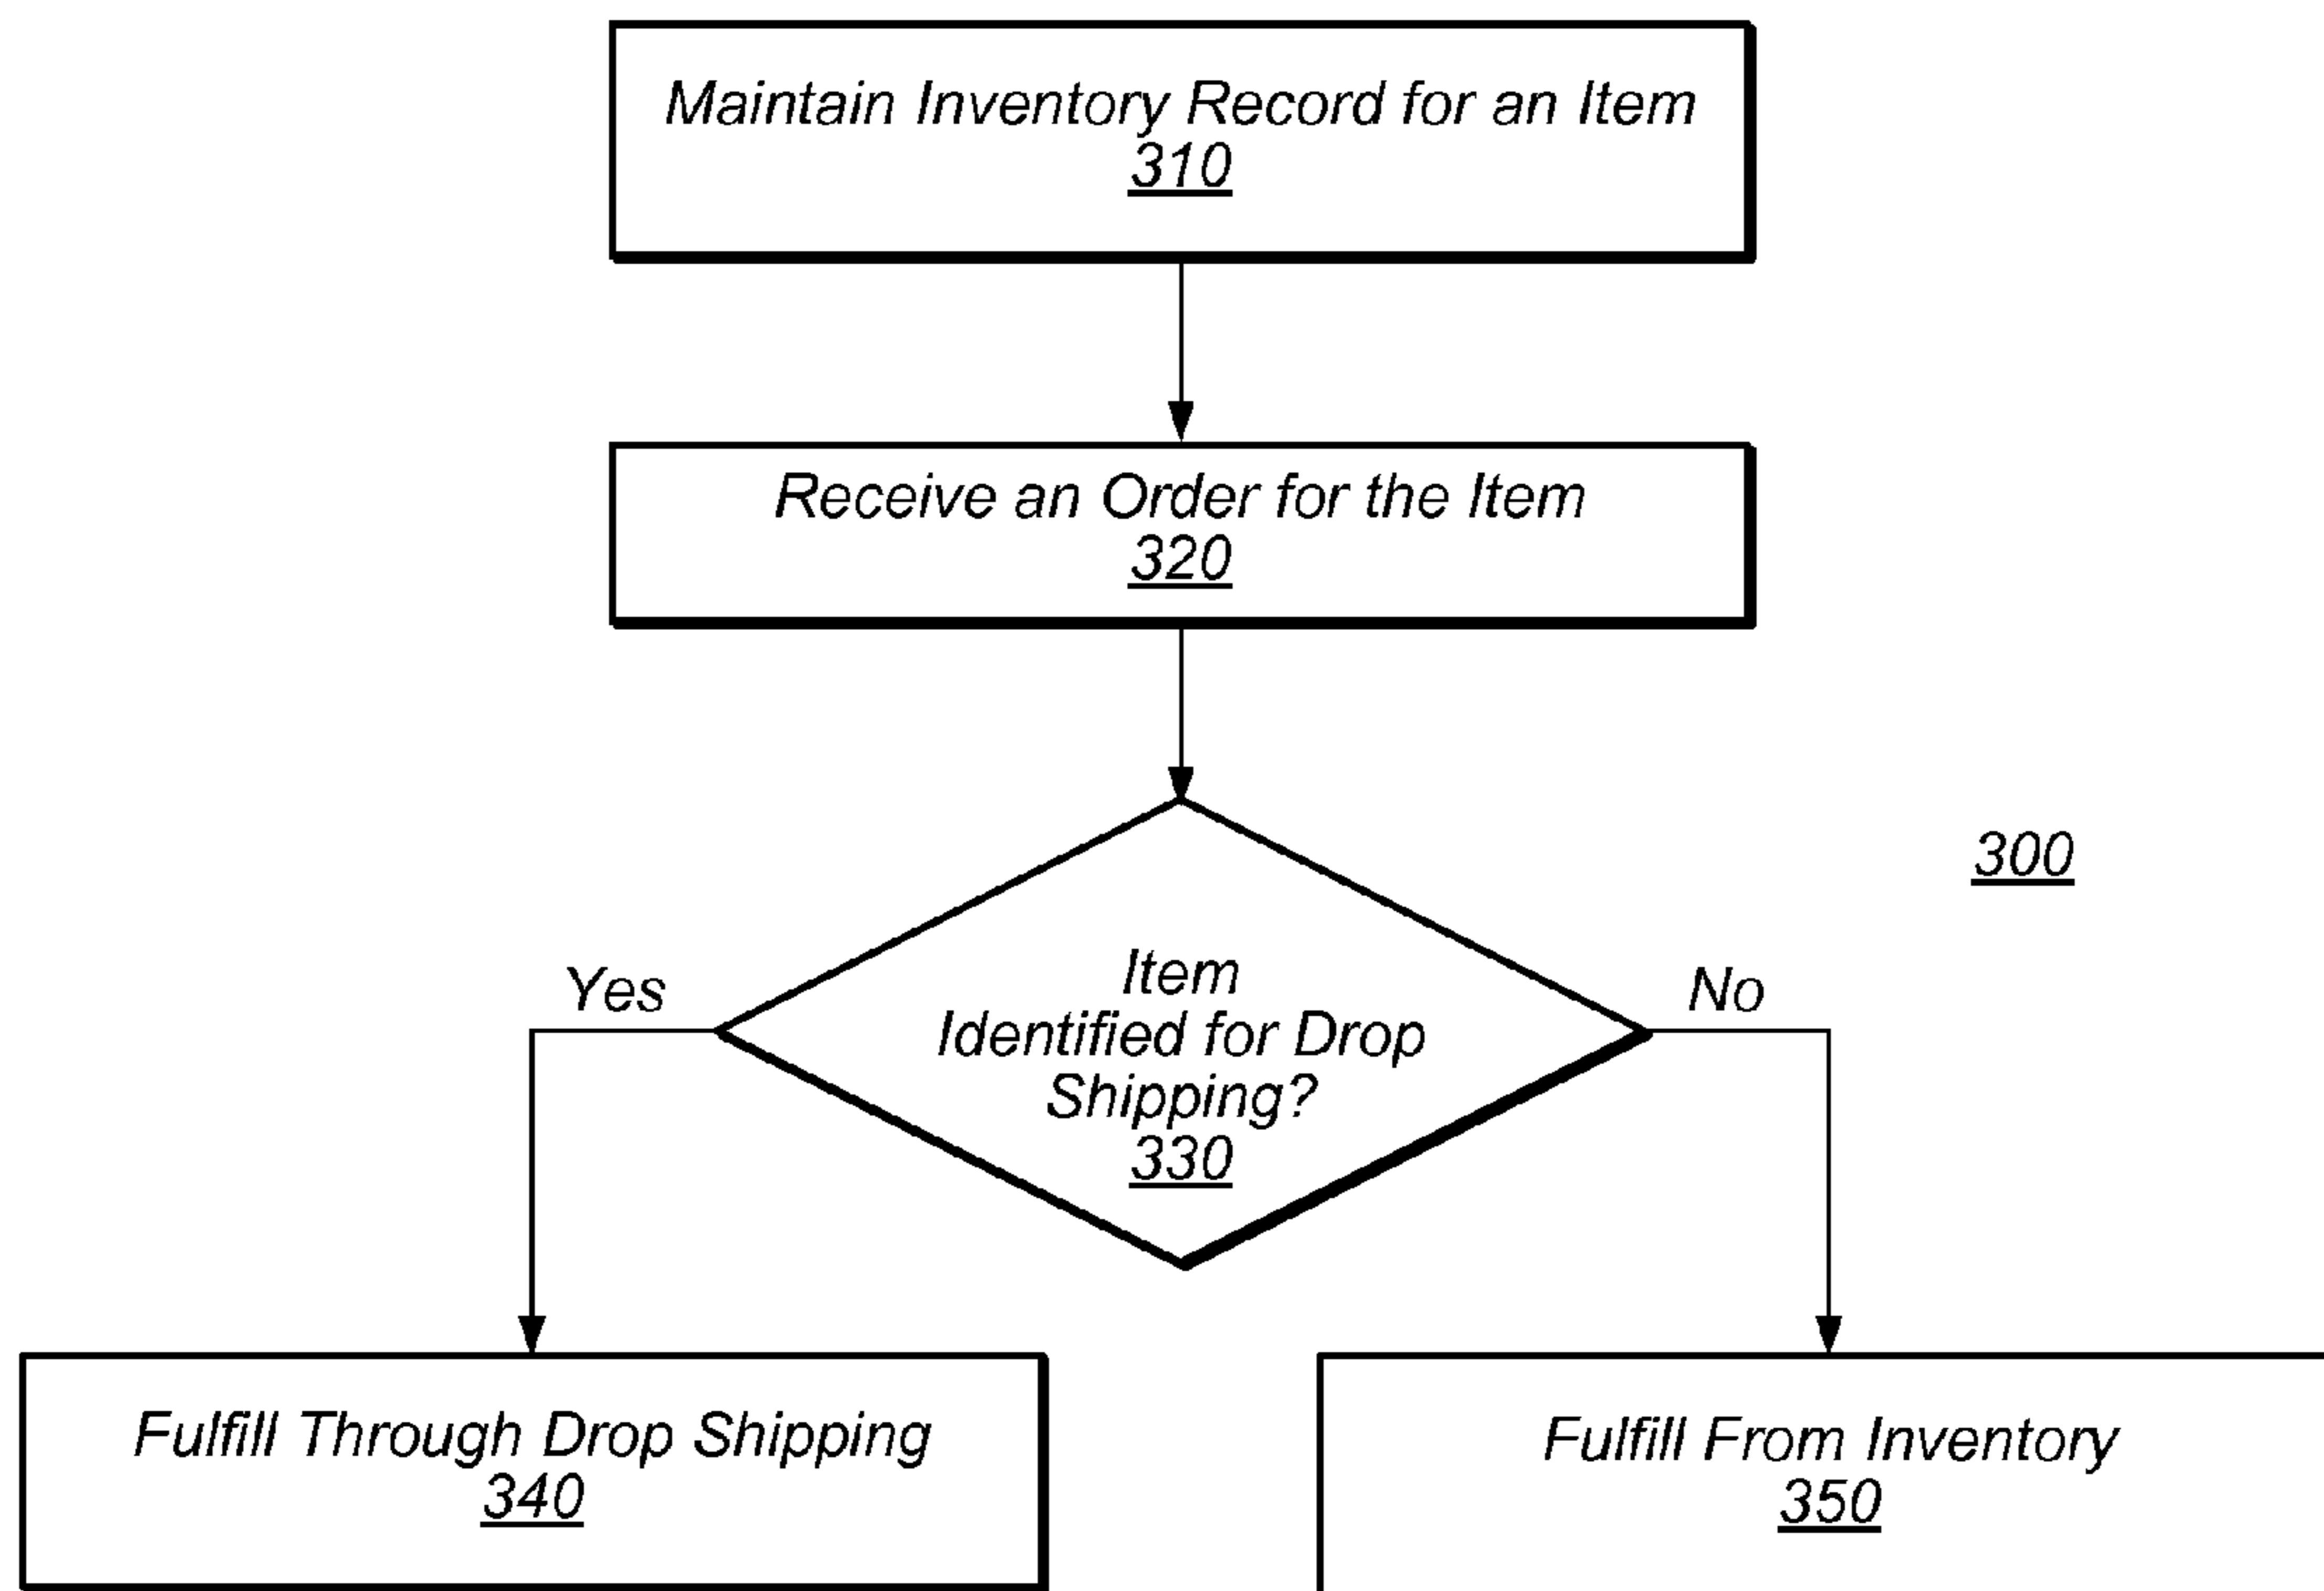 Maintain Inventory Record for an Item
310
Receive an Order for the Item
320
300
Yes
No
Item
Identified for Drop
Shipping?
330
Fulfill Through Drop Shipping
340
Fulfill From Inventory
350